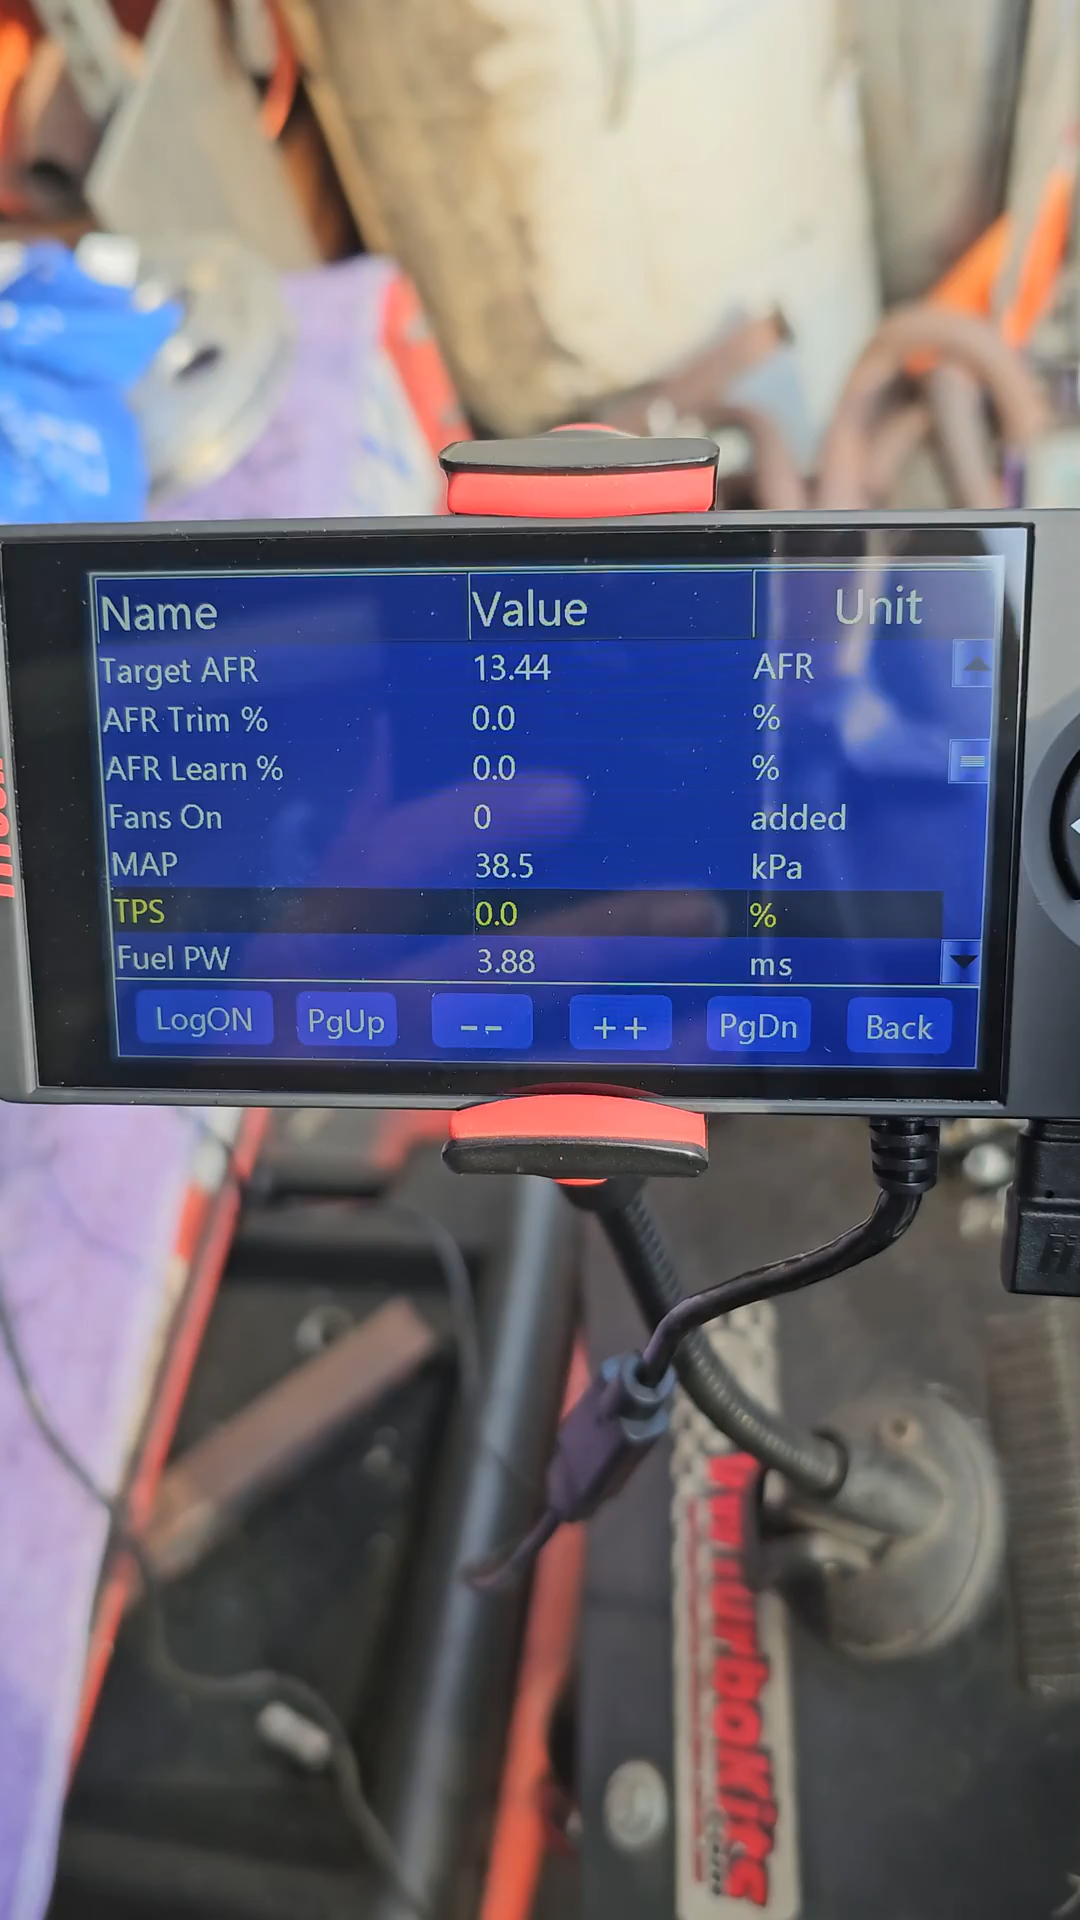 Name Value Unit
Target AFR 13.44 AFR
AFR Trim % 0.0 %
AFR Learn % 0.0 %
Fans On 0 added
MAP 38.5 kPa
TPS 0.0 %
Fuel PW 3.88 ms
LogON PgUp -- ++ PgDn Back